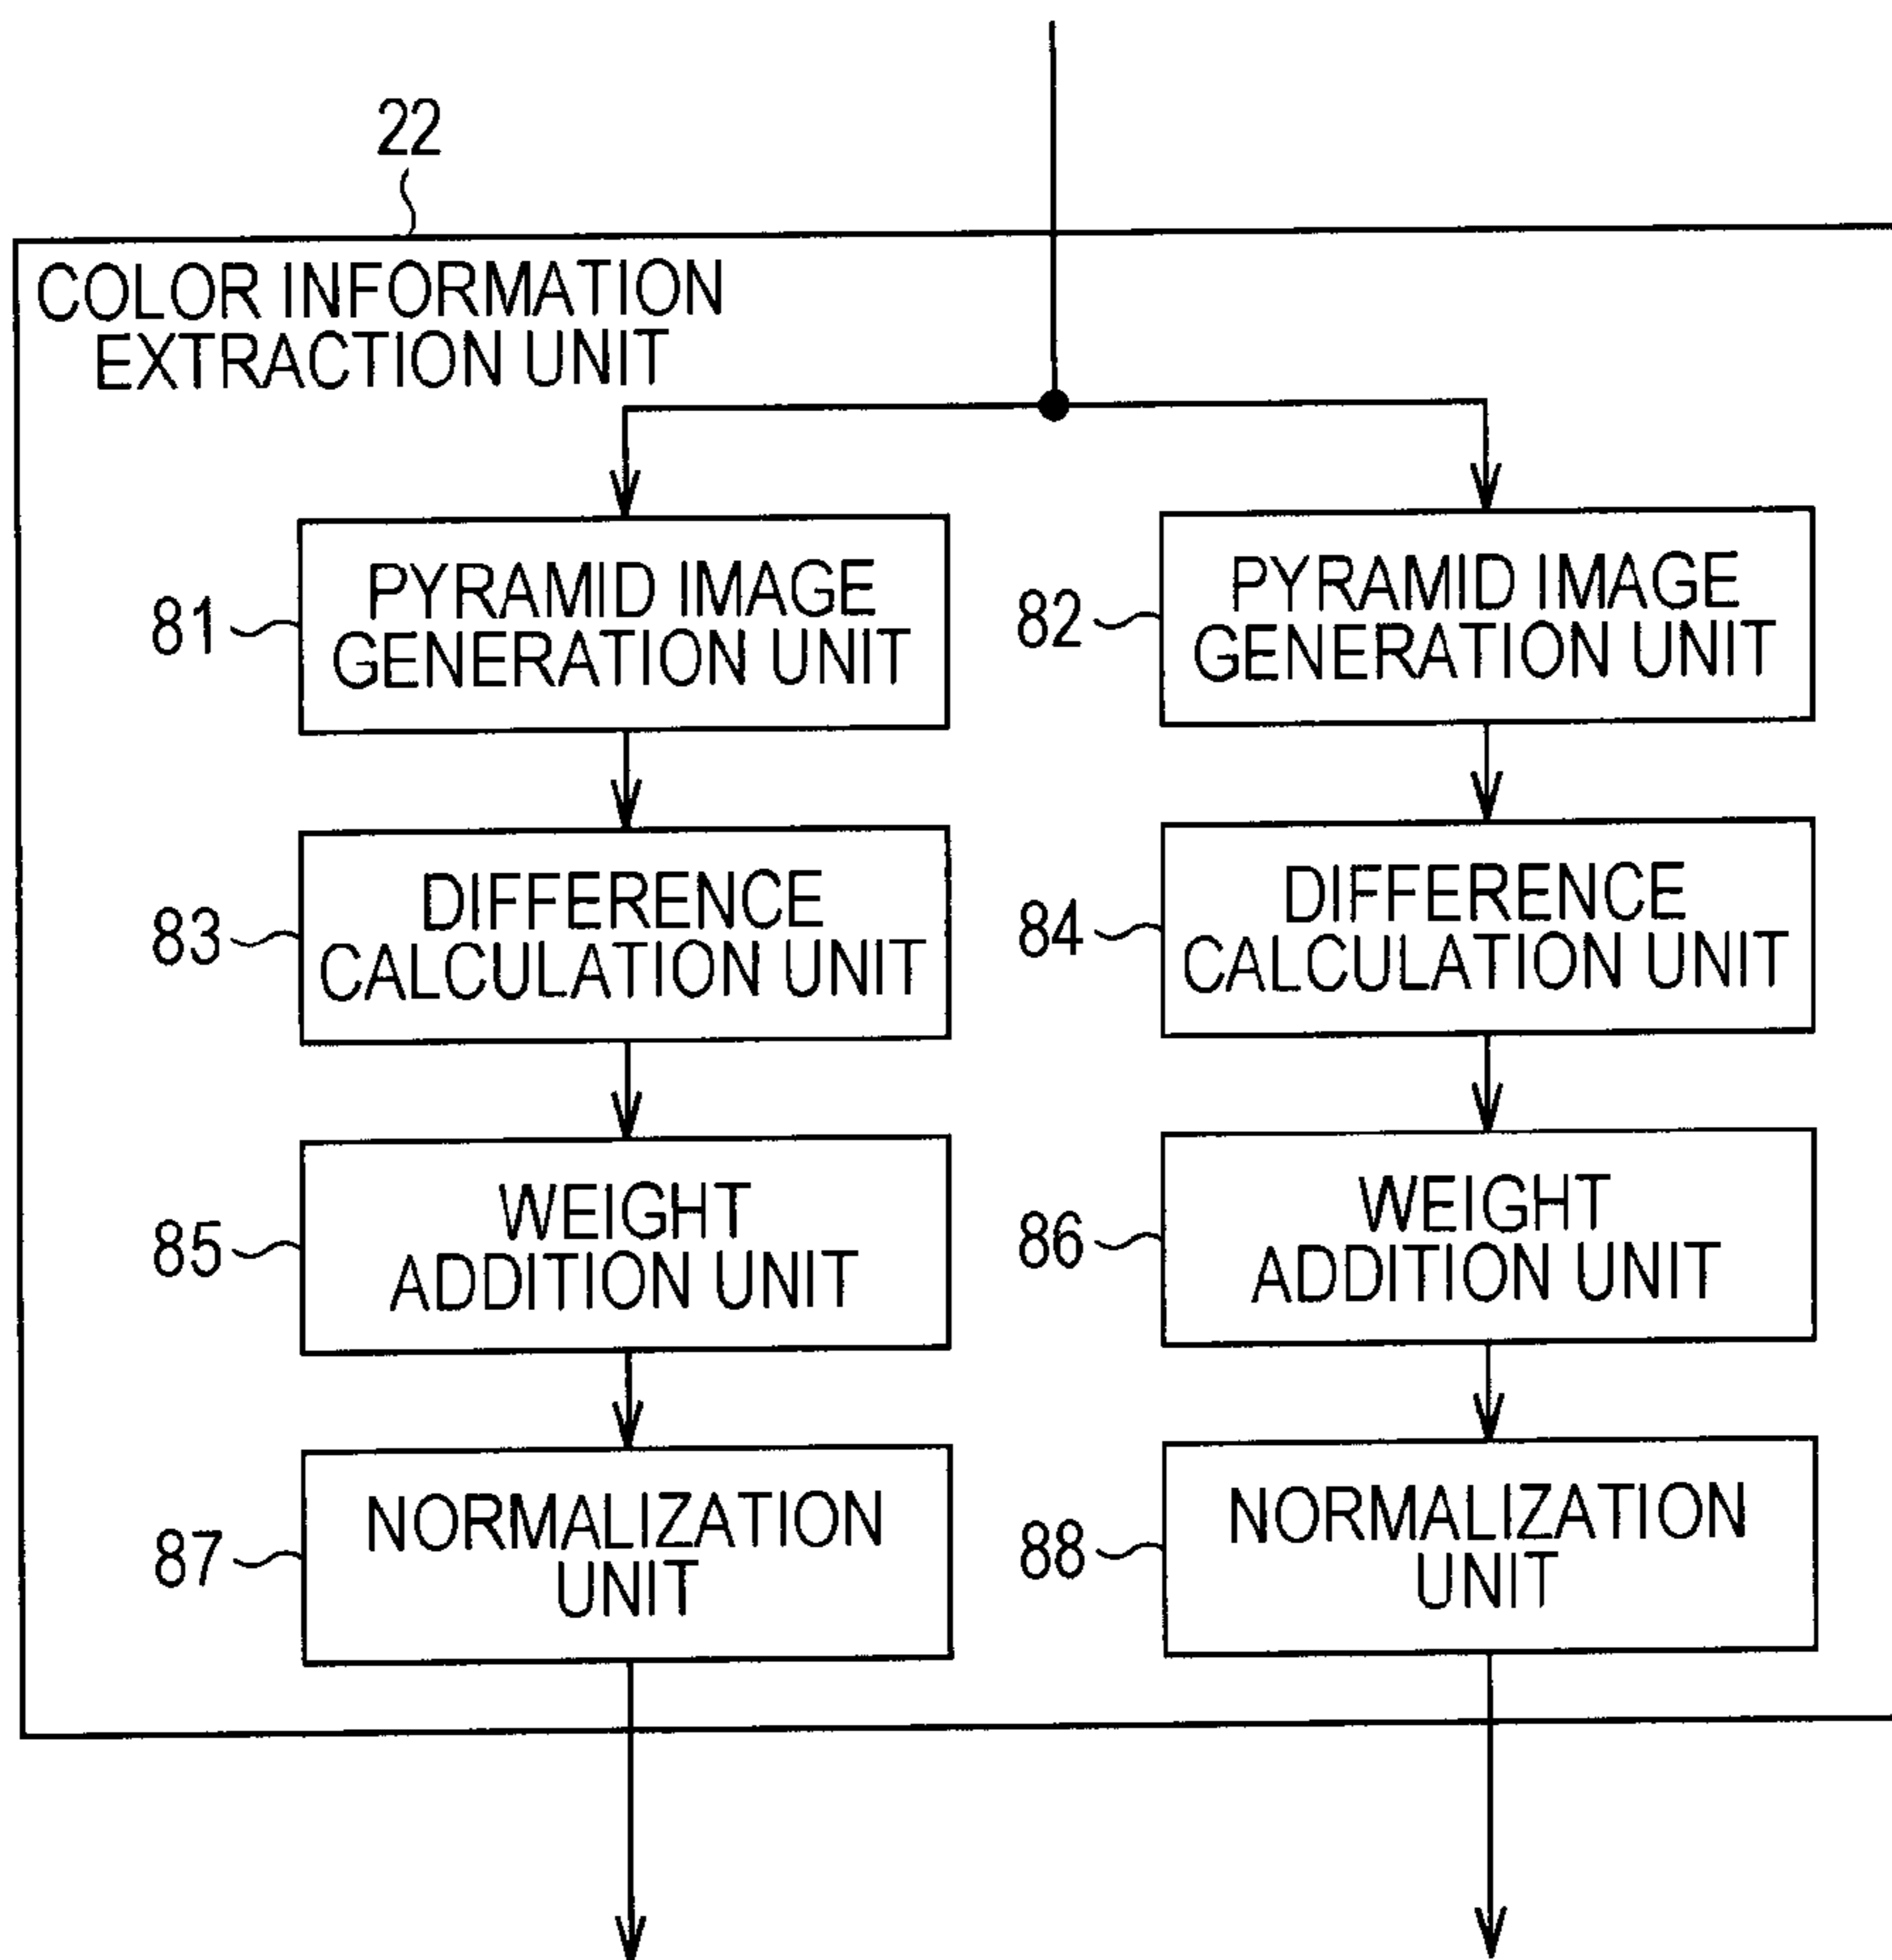 22
COLOR INFORMATION
EXTRACTION UNIT
81
PYRAMID IMAGE
GENERATION UNIT
82
PYRAMID IMAGE
GENERATION UNIT
83
DIFFERENCE
CALCULATION UNIT
84
DIFFERENCE
CALCULATION UNIT
85
WEIGHT
ADDITION UNIT
86
WEIGHT
ADDITION UNIT
87
NORMALIZATION
UNIT
88
NORMALIZATION
UNIT